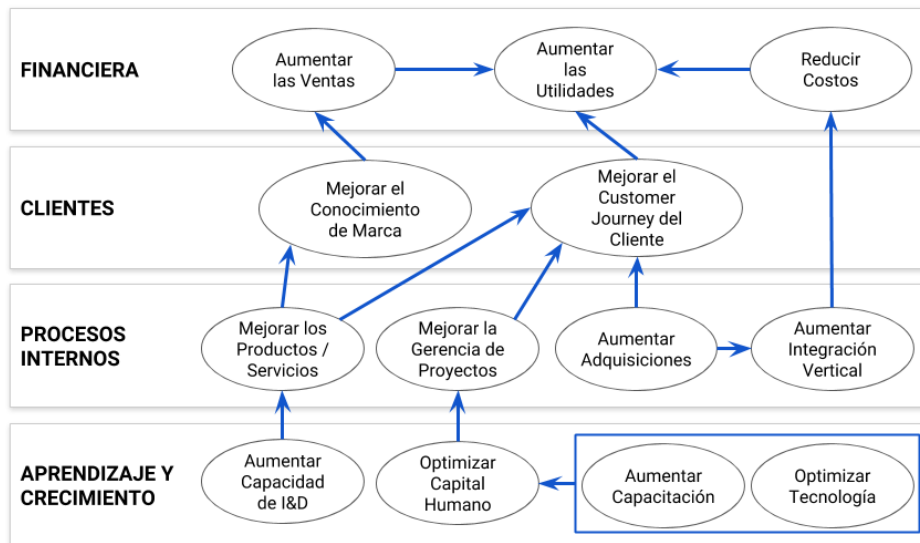 FINANCIERA
Aumentar
las Ventas
Aumentar
las
Utilidades
Reducir
Costos
CLIENTES
Mejorar el
Conocimiento
de Marca
Mejorar el
Customer
Journey del
Cliente
PROCESOS
INTERNOS
Mejorar los
Productos /
Servicios
Mejorar la
Gerencia de
Proyectos
Aumentar
Adquisiciones
Aumentar
Integración
Vertical
APRENDIZAJE Y
CRECIMIENTO
Aumentar
Capacidad
de I&D
Optimizar
Capital
Humano
Aumentar
Capacitación
Optimizar
Tecnología